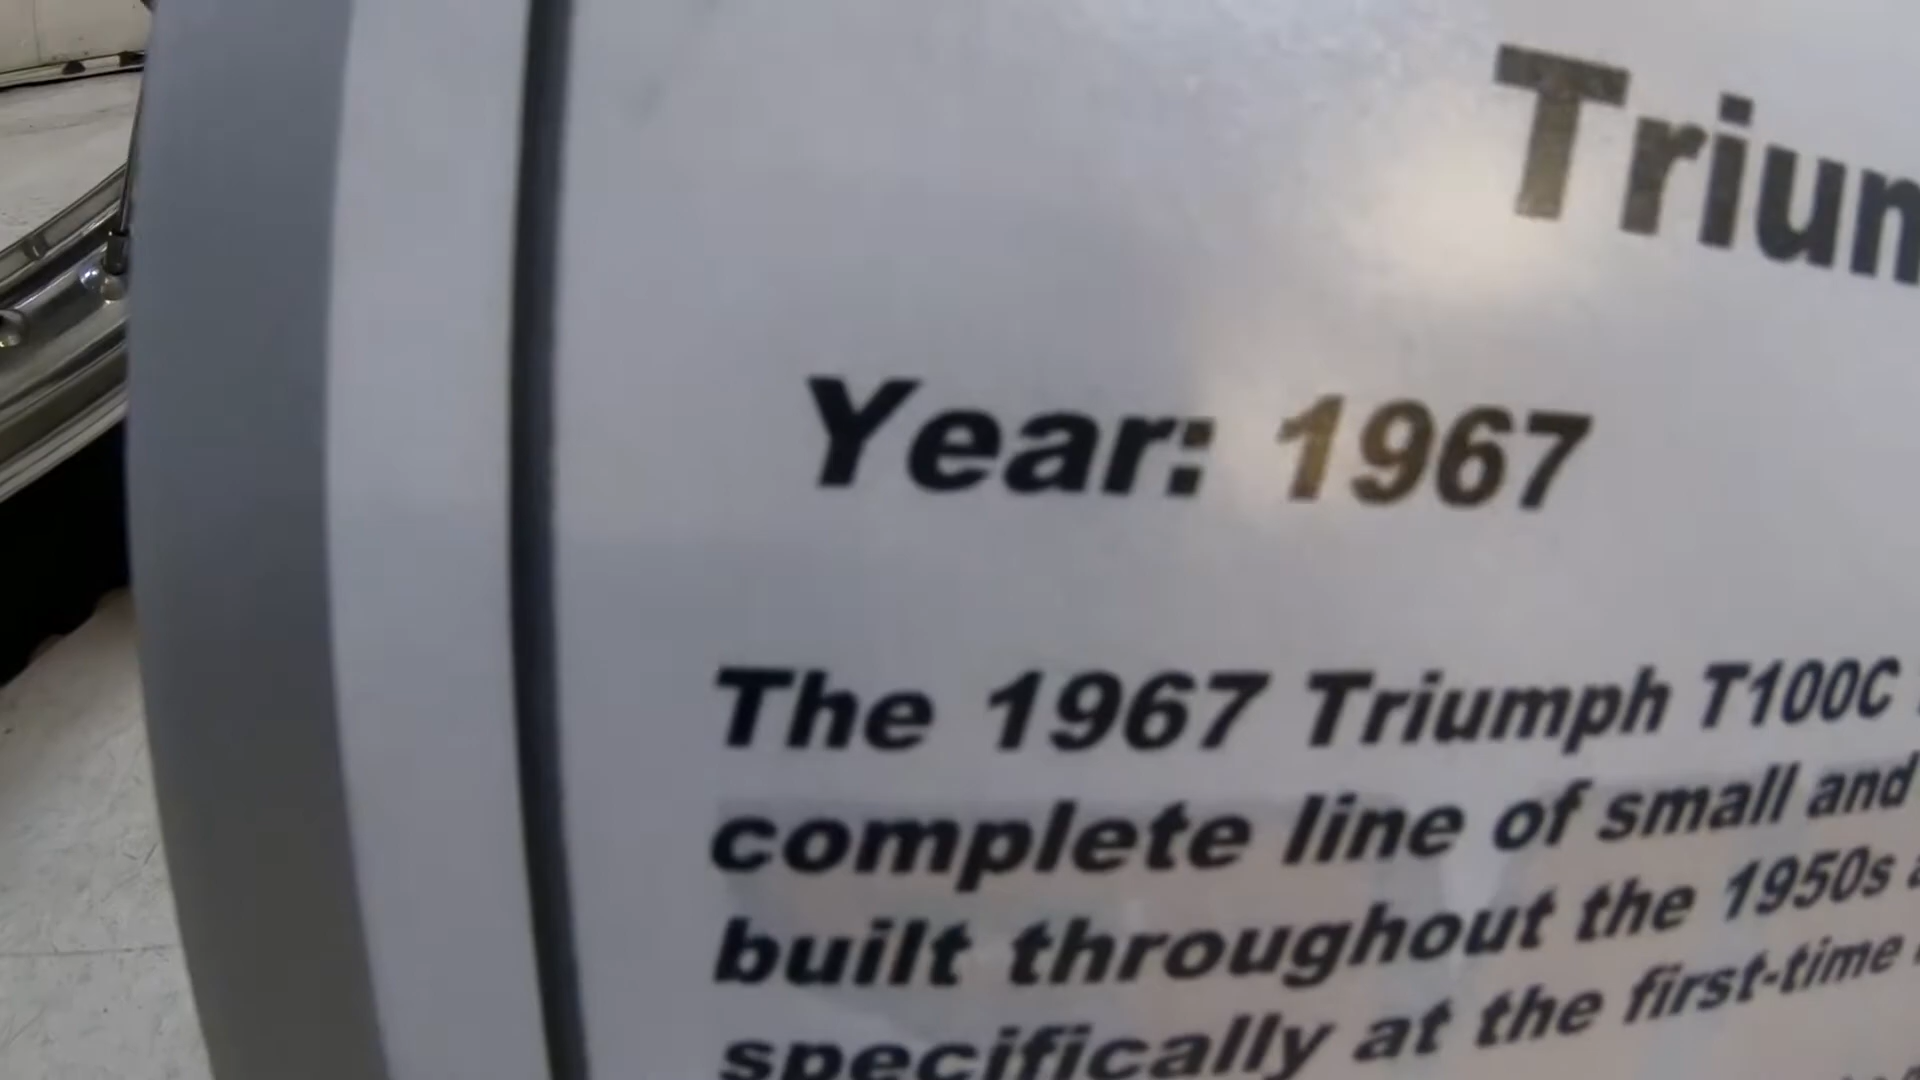 Trium
Year: 1967
The 1967 Triumph T100C
complete line of small and
built throughout the 1950s
specifically at the first-time